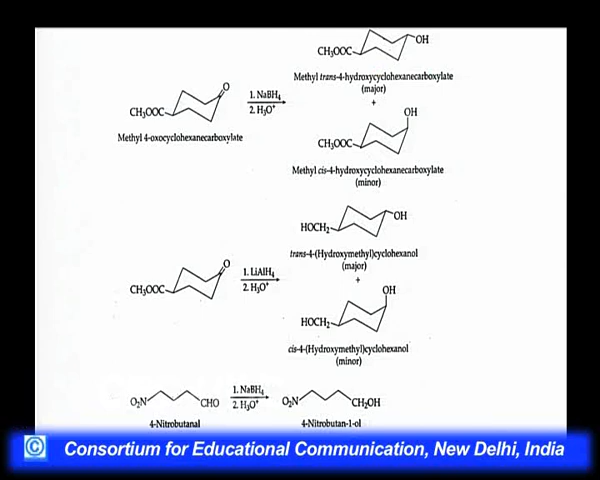 CH₃OOC
OH
Methyl trans-4-hydroxycyclohexanecarboxylate
(major)
+
CH₃OOC
O
1. NaBH₄
2. H₃O⁺
Methyl 4-oxocyclohexanecarboxylate
OH
CH₃OOC
Methyl cis-4-hydroxycyclohexanecarboxylate
(minor)
HOCH₂
OH
trans-4-(Hydroxymethyl)cyclohexanol
(major)
+
CH₃OOC
O
1. LiAlH₄
2. H₃O⁺
OH
HOCH₂
cis-4-(Hydroxymethyl)cyclohexanol
(minor)
O₂N
CHO
1. NaBH₄
2. H₃O⁺
O₂N
CH₂OH
4-Nitrobutanal
4-Nitrobutan-1-ol
© Consortium for Educational Communication, New Delhi, India